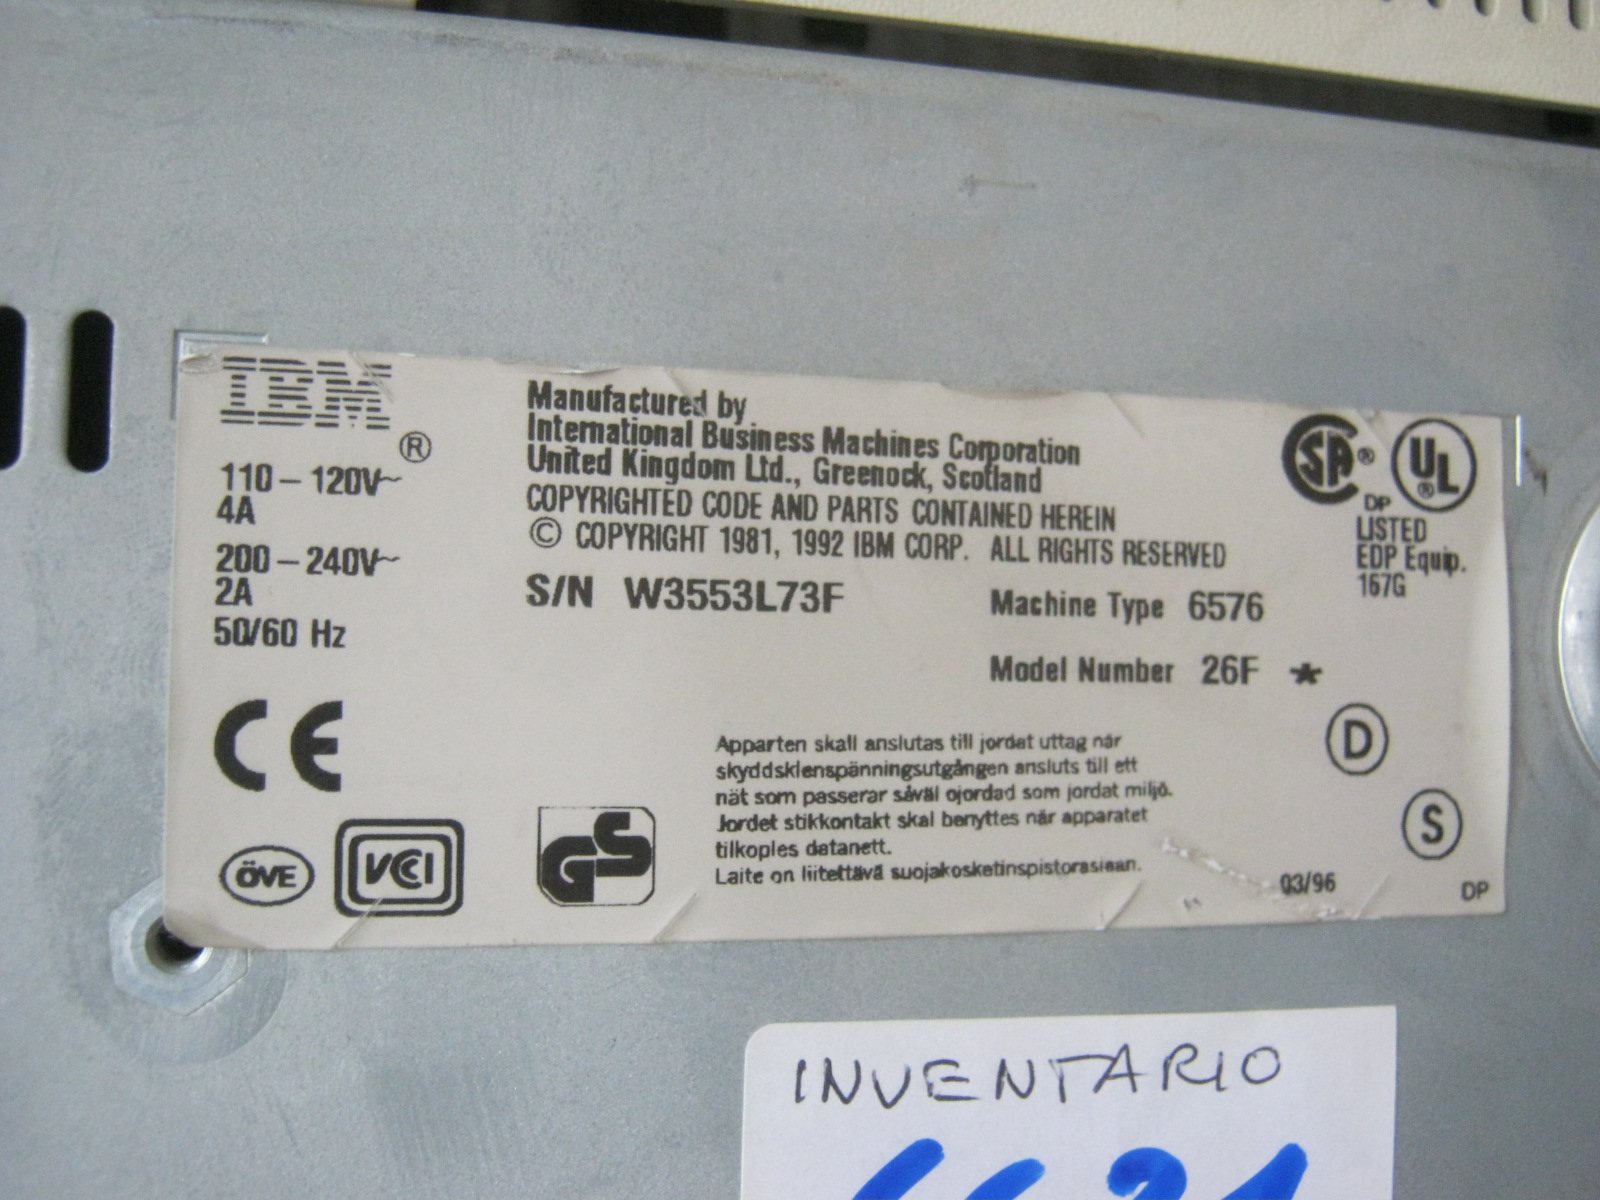 IBM
®
110 – 120V~
4A
200 – 240V~
2A
50/60 Hz
CE
ÖVE
VCCI
GS
Manufactured by
International Business Machines Corporation
United Kingdom Ltd., Greenock, Scotland
COPYRIGHTED CODE AND PARTS CONTAINED HEREIN
© COPYRIGHT 1981, 1992 IBM CORP. ALL RIGHTS RESERVED
S/N W3553L73F
Machine Type 6576
Model Number 26F *
Apparten skall anslutas till jordat uttag når
skyddsklenspänningsutgången ansluts till ett
nät som passerar såväl ojordad som jordat miljö.
Jordet stikkontakt skal benyttes når apparatet
tilkoples datanett.
Laite on liitettävä suojakosketinspistorasiaan.
03/96
SA ®
DP
UL ®
LISTED
EDP Equip.
167G
D
S
DP
INVENTARIO